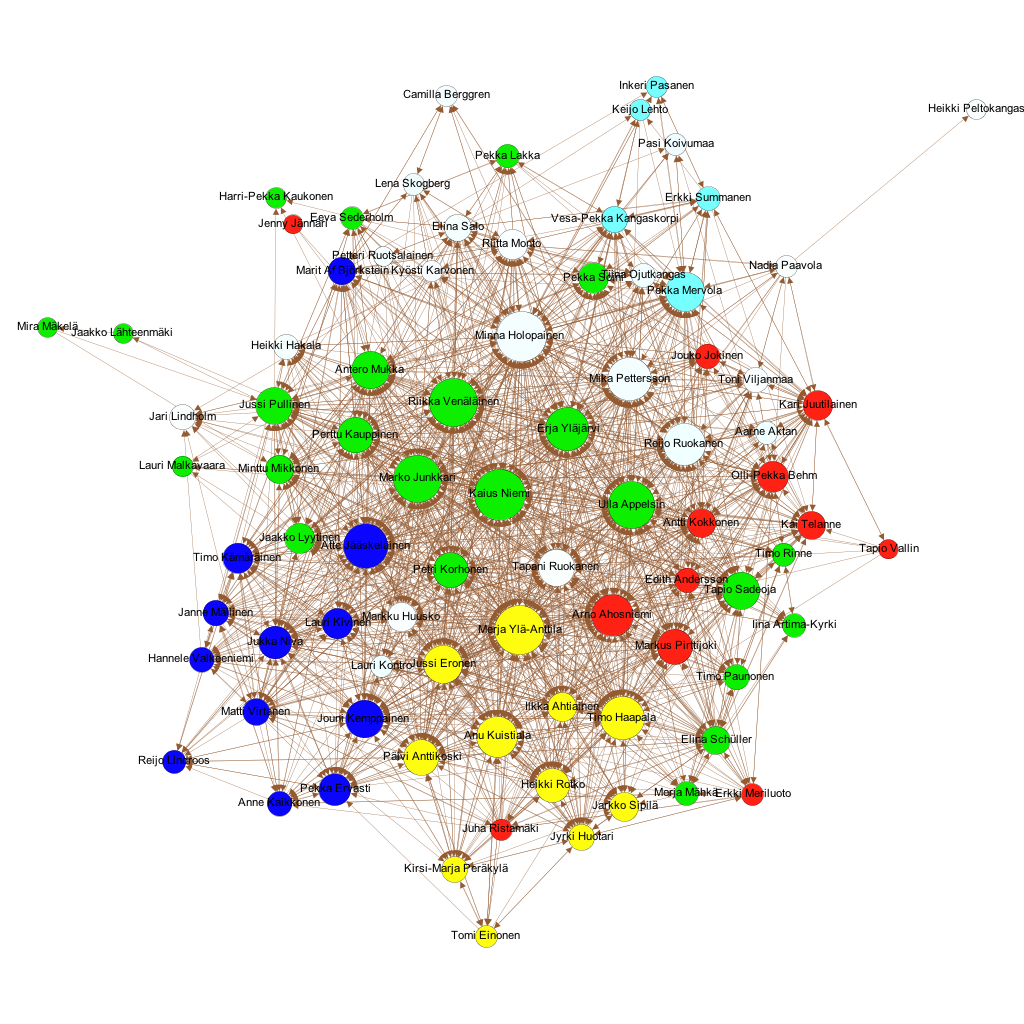 Inkeri Pasanen
Camilla Berggren
Keijo Lehto
Heikki Peltokangas
Pasi Koivumaa
Pekka Lakka
Lena Skogberg
Harri-Pekka Kaukonen
Erkki Summanen
Jenny Jännäri
Eeva Sederholm
Vesa-Pekka Kangaskorpi
Elina Salo
Riitta Monto
Petteri Ruotsalainen
Nadja Paavola
Marit Af Björkstein
Kyösti Karvonen
Pekka Soini
Tiina Ojutkangas
Pekka Mervola
Mira Mäkelä
Jaakko Lähteenmäki
Minna Holopainen
Heikki Hakala
Jouko Jokinen
Antero Mukka
Mika Pettersson
Toni Viljanmaa
Riikka Venäläinen
Jussi Pullinen
Kari Juutilainen
Jari Lindholm
Erja Yläjärvi
Aarne Aktan
Perttu Kauppinen
Reijo Ruokanen
Lauri Malkavaara
Minttu Mikkonen
Marko Junkkari
Olli-Pekka Behm
Kaius Niemi
Ulla Appelsin
Antti Kokkonen
Kai Telanne
Jaakko Lyytinen
Atte Jääskeläinen
Tapio Vallin
Timo Rinne
Timo Kämäräinen
Petri Korhonen
Tapani Ruokanen
Edith Andersson
Tapio Sadeoja
Janne Mällinen
Markku Huusko
Arno Ahosniemi
Lauri Kivinen
Iina Artima-Kyrki
Merja Ylä-Anttila
Jukka Niva
Markus Pirttijoki
Hannele Valkeeniemi
Lauri Kontro
Jussi Eronen
Timo Paunonen
Ilkka Ahtiainen
Matti Virtanen
Jouni Kemppainen
Timo Haapala
Anu Kuistiala
Elina Schüller
Päivi Anttikoski
Reijo Lindroos
Heikki Rotko
Pekka Ervasti
Merja Mähkä
Erkki Meriluoto
Anne Kaikkonen
Jarkko Sipilä
Juha Ristamäki
Jyrki Huotari
Kirsi-Marja Peräkylä
Tomi Einonen